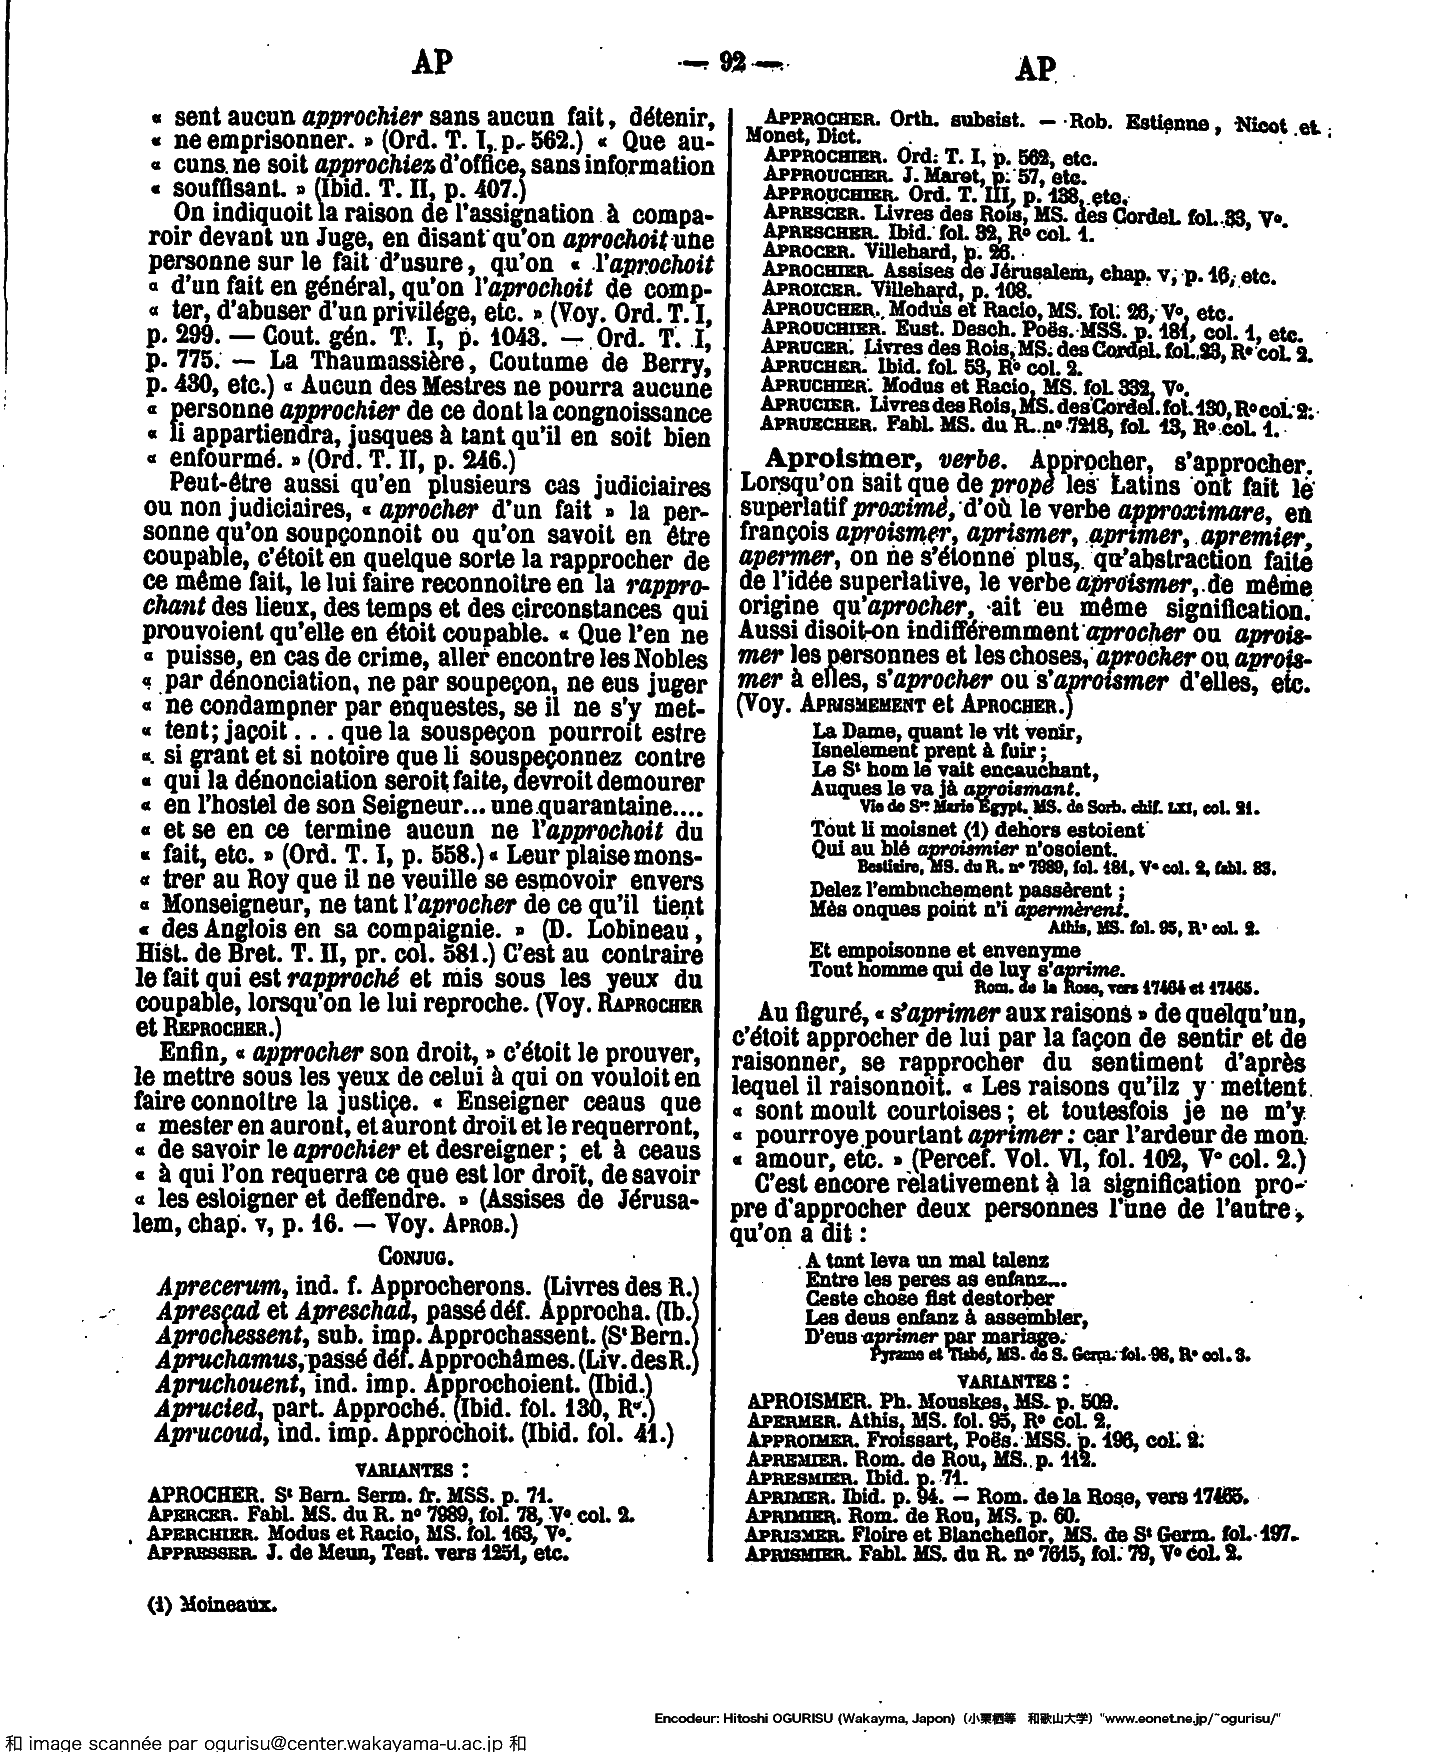 AP
— 92 —
AP
« sent aucun approchier sans aucun fait, détenir,
« ne emprisonner. » (Ord. T. I, p. 562.) « Que au-
« cuns ne soit approchiez d'office, sans information
« souffisant. » (Ibid. T. II, p. 407.)
On indiquoit la raison de l'assignation à compa-
roir devant un Juge, en disant qu'on aprochoit une
personne sur le fait d'usure, qu'on « l'aprochoit
« d'un fait en général, qu'on l'aprochoit de comp-
« ter, d'abuser d'un privilége, etc. » (Voy. Ord. T. I,
p. 299. — Cout. gén. T. I, p. 1043. — Ord. T. I,
p. 775. — La Thaumassière, Coutume de Berry,
p. 430, etc.) « Aucun des Mestres ne pourra aucune
« personne approchier de ce dont la congnoissance
« li appartiendra, jusques à tant qu'il en soit bien
« enfourmé. » (Ord. T. II, p. 246.)
Peut-être aussi qu'en plusieurs cas judiciaires
ou non judiciaires, « aprocher d'un fait » la per-
sonne qu'on soupçonnoit ou qu'on savoit en être
coupable, c'étoit en quelque sorte la rapprocher de
ce même fait, le lui faire reconnoitre en la rappro-
chant des lieux, des temps et des circonstances qui
prouvoient qu'elle en étoit coupable. « Que l'en ne
« puisse, en cas de crime, aller encontre les Nobles
« par dénonciation, ne par soupeçon, ne eus juger
« ne condampner par enquestes, se il ne s'y met-
« tent; jaçoit... que la souspeçon pourroit estre
« si grant et si notoire que li souspeçonnez contre
« qui la dénonciation seroit faite, devroit demourer
« en l'hostel de son Seigneur... une quarantaine....
« et se en ce termine aucun ne l'approchoit du
« fait, etc. » (Ord. T. I, p. 558.) « Leur plaise mons-
« trer au Roy que il ne veuille se esmovoir envers
« Monseigneur, ne tant l'aprocher de ce qu'il tient
« des Anglois en sa compaignie. » (D. Lobineau,
Hist. de Bret. T. II, pr. col. 581.) C'est au contraire
le fait qui est rapproché et mis sous les yeux du
coupable, lorsqu'on le lui reproche. (Voy. RAPROCHER
et REPROCHER.)
Enfin, « approcher son droit, » c'étoit le prouver,
le mettre sous les yeux de celui à qui on vouloit en
faire connoitre la justice. « Enseigner ceaus que
« mester en auront, et auront droit et le requerront,
« de savoir le aprochier et desreigner; et à ceaus
« à qui l'on requerra ce que est lor droit, de savoir
« les esloigner et deffendre. » (Assises de Jérusa-
lem, chap. v, p. 16. — Voy. APROB.)
CONJUG.
Aprecerum, ind. f. Approcherons. (Livres des R.)
Aprescad et Apreschad, passé déf. Approcha. (Ib.)
Aprochessent, sub. imp. Approchassent. (St Bern.)
Apruchamus, passé déf. Approchâmes. (Liv. des R.)
Apruchouent, ind. imp. Approchoient. (Ibid.)
Aprucied, part. Approché. (Ibid. fol. 130, R°.)
Aprucoud, ind. imp. Approchoit. (Ibid. fol. 41.)
VARIANTES :
APROCHER. St Bern. Serm. fr. MSS. p. 71.
APERCER. Fabl. MS. du R. n° 7989, fol. 78, V° col. 2.
APERCHIER. Modus et Racio, MS. fol. 163, V°.
APPRESSER. J. de Meun, Test. vers 1251, etc.
(1) Moineaux.
APPROCHER. Orth. subsist. — Rob. Estienne, Nicot et
Monet, Dict.
APPROCHIER. Ord. T. I, p. 562, etc.
APPROUCHER. J. Maret, p. 57, etc.
APPROUCHIER. Ord. T. III, p. 138, etc.
APRESCER. Livres des Rois, MS. des Cordel. fol. 33, V°.
APRESCHER. Ibid. fol. 32, R° col. 1.
APROCER. Villehard, p. 26.
APROCHIER. Assises de Jérusalem, chap. v, p. 16, etc.
APROICER. Villehard, p. 108.
APROUCHER. Modus et Racio, MS. fol. 26, V°, etc.
APROUCHIER. Eust. Desch. Poës. MSS. p. 181, col. 1, etc.
APRUCER. Livres des Rois, MS. des Cordel. fol. 23, R° col. 2.
APRUCHER. Ibid. fol. 53, R° col. 2.
APRUCHIER. Modus et Racio, MS. fol. 332, V°.
APRUCIER. Livres des Rois, MS. des Cordel. fol. 130, R° col. 2.
APRUECHER. Fabl. MS. du R. n° 7218, fol. 13, R° col. 1.
Aproismer, verbe. Approcher, s'approcher.
Lorsqu'on sait que de propè les Latins ont fait le
superlatif proximé, d'où le verbe approximare, en
françois aproismer, aprismer, aprimer, apremier,
apermer, on ne s'étonne plus, qu'abstraction faite
de l'idée superlative, le verbe aproismer, de même
origine qu'aprocher, ait eu même signification.
Aussi disoit-on indifféremment aprocher ou aprois-
mer les personnes et les choses, aprocher ou aprois-
mer à elles, s'aprocher ou s'aproismer d'elles, etc.
(Voy. APRISMEMENT et APROCHER.)
La Dame, quant le vit venir,
Isnelement prent à fuir;
Le St hom le vait encauchant,
Auques le va jà aproismant.
Vie de Ste Marie Egypt. MS. de Sorb. chif. LXI, col. 21.
Tout li moisnet (1) dehors estoient
Qui au blé aproismier n'osoient.
Bestiaire, MS. du R. n° 7989, fol. 181, V° col. 2, fabl. 83.
Delez l'embuchement passèrent;
Mès onques point n'i apermèrent.
Athis, MS. fol. 95, R° col. 2.
Et empoisonne et envenyme
Tout homme qui de luy s'aprime.
Rom. de la Rose, vers 17464 et 17465.
Au figuré, « s'aprimer aux raisons » de quelqu'un,
c'étoit approcher de lui par la façon de sentir et de
raisonner, se rapprocher du sentiment d'après
lequel il raisonnoit. « Les raisons qu'ilz y mettent
« sont moult courtoises; et toutesfois je ne m'y
« pourroye pourtant aprimer : car l'ardeur de mon
« amour, etc. » (Percef. Vol. VI, fol. 102, V° col. 2.)
C'est encore relativement à la signification pro-
pre d'approcher deux personnes l'une de l'autre,
qu'on a dit :
A tant leva un mal talenz
Entre les peres as enfanz...
Ceste chose fist destorber
Les deus enfanz à assembler,
D'eus aprimer par mariage.
Pyrame et Tisbé, MS. de S. Germ. fol. 98, R° col. 3.
VARIANTES :
APROISMER. Ph. Mouskes, MS. p. 509.
APERMER. Athis, MS. fol. 95, R° col. 2.
APPROIMER. Froissart, Poës. MSS. p. 196, col. 2.
APREMIER. Rom. de Rou, MS. p. 112.
APRESMIER. Ibid. p. 71.
APRIMER. Ibid. p. 94. — Rom. de la Rose, vers 17465.
APRIMIER. Rom. de Rou, MS. p. 60.
APRISMER. Floire et Blancheflor, MS. de St Germ. fol. 197.
APRISMIER. Fabl. MS. du R. n° 7615, fol. 79, V° col. 2.
Encodeur: Hitoshi OGURISU (Wakayma, Japon) (小栗栖等 和歌山大学) "www.eonet.ne.jp/~ogurisu/"
和 image scannée par ogurisu@center.wakayama-u.ac.jp 和